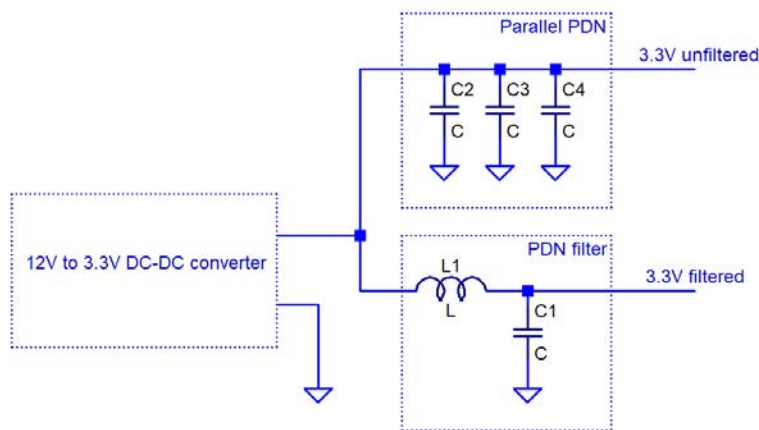 Parallel PDN
3.3V unfiltered
C2 C3 C4
C C C
12V to 3.3V DC-DC converter
PDN filter
L1
3.3V filtered
L
C1
C